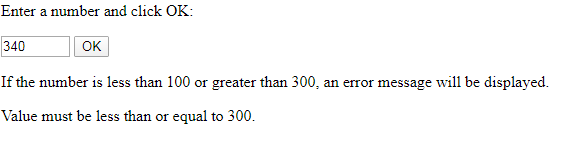 Enter a number and click OK:
340 OK
If the number is less than 100 or greater than 300, an error message will be displayed.
Value must be less than or equal to 300.